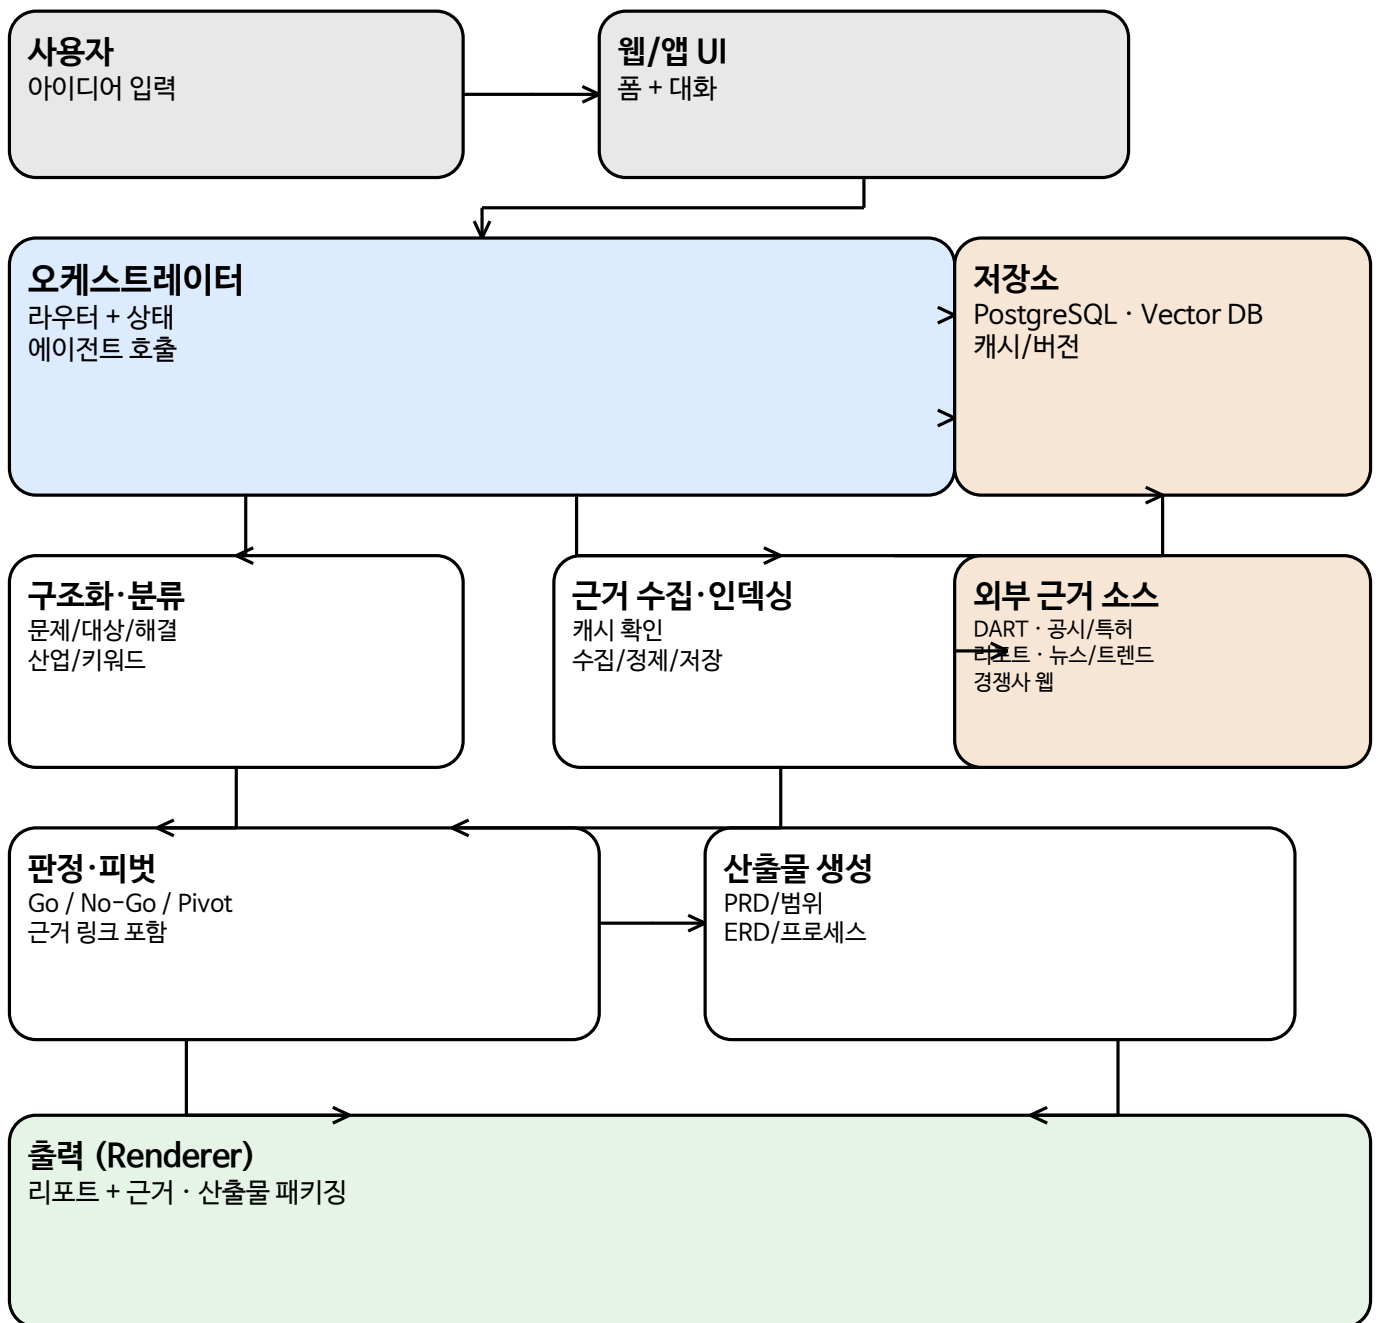 사용자
아이디어 입력
웹/앱 UI
폼 + 대화
오케스트레이터
라우터 + 상태
에이전트 호출
저장소
PostgreSQL · Vector DB
캐시/버전
구조화·분류
문제/대상/해결
산업/키워드
근거 수집·인덱싱
캐시 확인
수집/정제/저장
외부 근거 소스
DART · 공시/특허
리포트 · 뉴스/트렌드
경쟁사 웹
판정·피벗
Go / No-Go / Pivot
근거 링크 포함
산출물 생성
PRD/범위
ERD/프로세스
출력 (Renderer)
리포트 + 근거 · 산출물 패키징